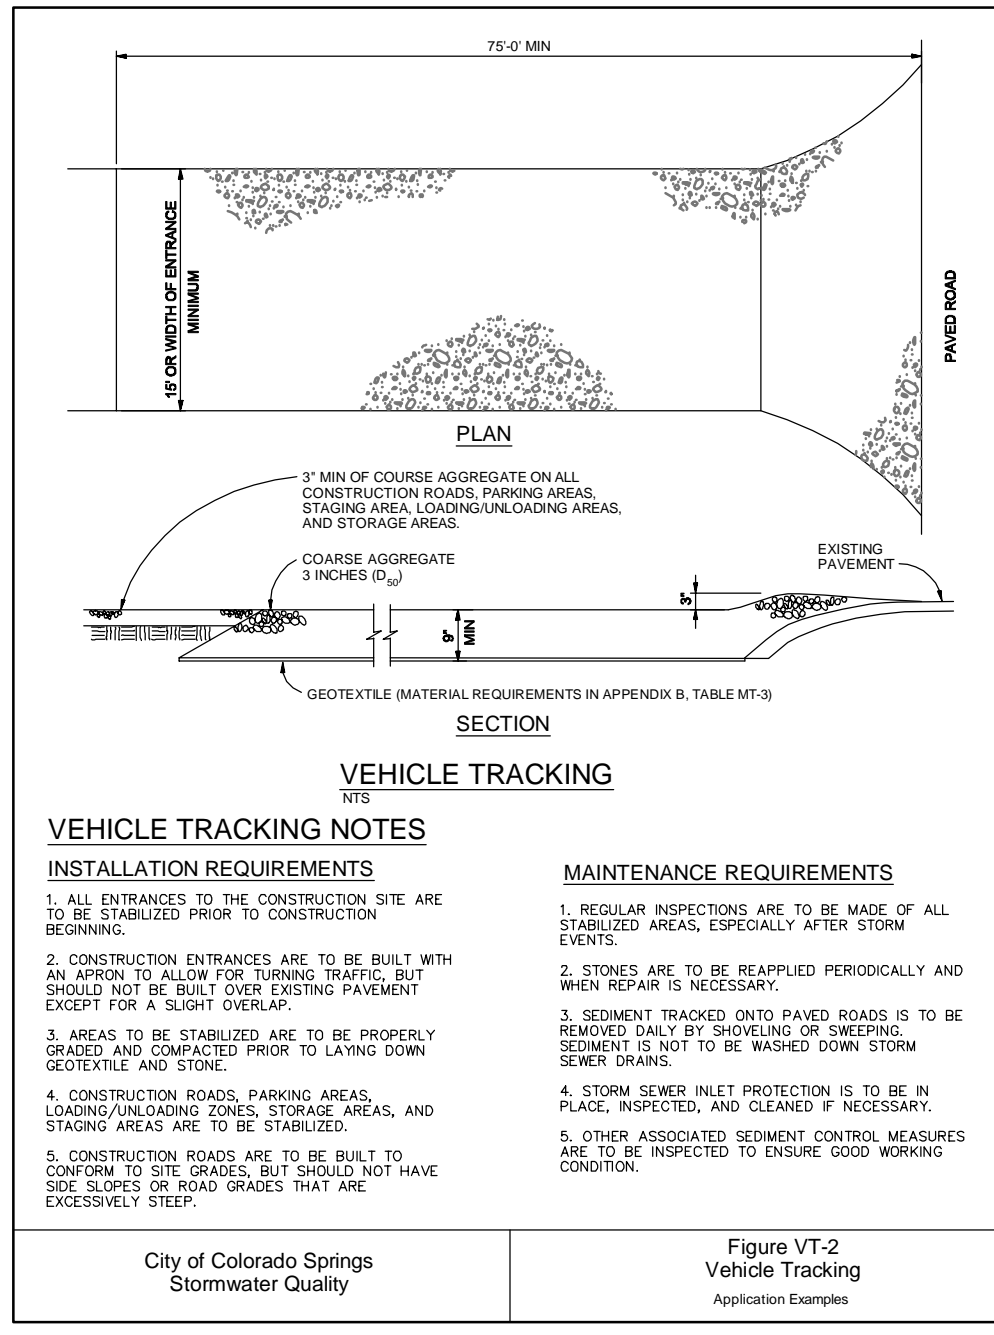 75'-0' MIN
15' OR WIDTH OF ENTRANCE
MINIMUM
PAVED ROAD
PLAN
3" MIN OF COURSE AGGREGATE ON ALL
CONSTRUCTION ROADS, PARKING AREAS,
STAGING AREA, LOADING/UNLOADING AREAS,
AND STORAGE AREAS.
COARSE AGGREGATE
3 INCHES (D50)
EXISTING
PAVEMENT
3"
9"
MIN
GEOTEXTILE (MATERIAL REQUIREMENTS IN APPENDIX B, TABLE MT-3)
SECTION
VEHICLE TRACKING
NTS
VEHICLE TRACKING NOTES
INSTALLATION REQUIREMENTS
1. ALL ENTRANCES TO THE CONSTRUCTION SITE ARE
TO BE STABILIZED PRIOR TO CONSTRUCTION
BEGINNING.
2. CONSTRUCTION ENTRANCES ARE TO BE BUILT WITH
AN APRON TO ALLOW FOR TURNING TRAFFIC, BUT
SHOULD NOT BE BUILT OVER EXISTING PAVEMENT
EXCEPT FOR A SLIGHT OVERLAP.
3. AREAS TO BE STABILIZED ARE TO BE PROPERLY
GRADED AND COMPACTED PRIOR TO LAYING DOWN
GEOTEXTILE AND STONE.
4. CONSTRUCTION ROADS, PARKING AREAS,
LOADING/UNLOADING ZONES, STORAGE AREAS, AND
STAGING AREAS ARE TO BE STABILIZED.
5. CONSTRUCTION ROADS ARE TO BE BUILT TO
CONFORM TO SITE GRADES, BUT SHOULD NOT HAVE
SIDE SLOPES OR ROAD GRADES THAT ARE
EXCESSIVELY STEEP.
MAINTENANCE REQUIREMENTS
1. REGULAR INSPECTIONS ARE TO BE MADE OF ALL
STABILIZED AREAS, ESPECIALLY AFTER STORM
EVENTS.
2. STONES ARE TO BE REAPPLIED PERIODICALLY AND
WHEN REPAIR IS NECESSARY.
3. SEDIMENT TRACKED ONTO PAVED ROADS IS TO BE
REMOVED DAILY BY SHOVELING OR SWEEPING.
SEDIMENT IS NOT TO BE WASHED DOWN STORM
SEWER DRAINS.
4. STORM SEWER INLET PROTECTION IS TO BE IN
PLACE, INSPECTED, AND CLEANED IF NECESSARY.
5. OTHER ASSOCIATED SEDIMENT CONTROL MEASURES
ARE TO BE INSPECTED TO ENSURE GOOD WORKING
CONDITION.
City of Colorado Springs
Stormwater Quality
Figure VT-2
Vehicle Tracking
Application Examples